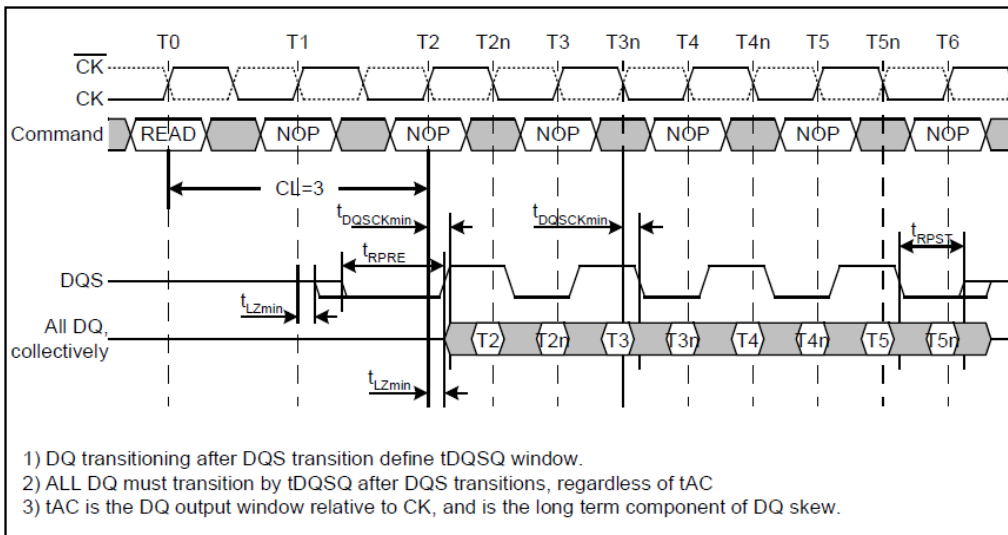 T0 T1 T2 T2n T3 T3n T4 T4n T5 T5n T6
CK
CK
Command READ NOP NOP NOP NOP NOP NOP
CL=3
tDQSCKmin tDQSCKmin
tRPRE tRPST
DQS
tLZmin
All DQ,
collectively T2 T2n T3 T3n T4 T4n T5 T5n
tLZmin
1) DQ transitioning after DQS transition define tDQSQ window.
2) ALL DQ must transition by tDQSQ after DQS transitions, regardless of tAC
3) tAC is the DQ output window relative to CK, and is the long term component of DQ skew.